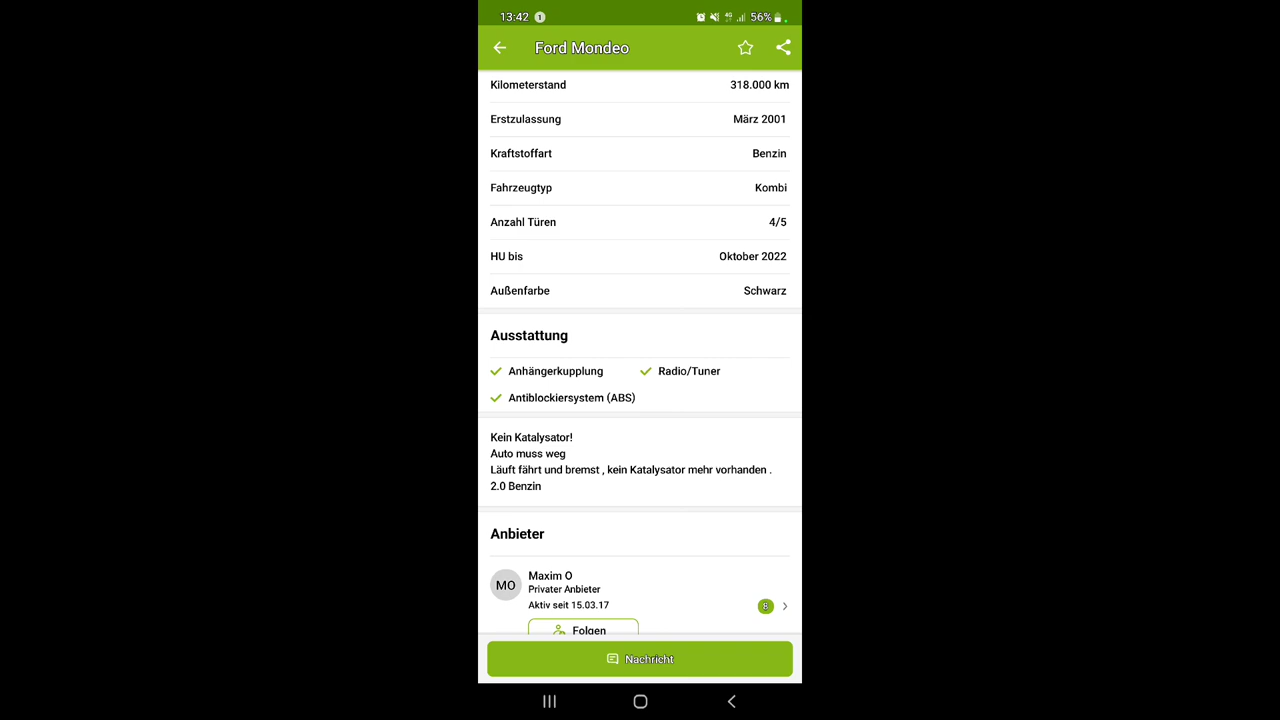 13:42 1 4G 56%
Ford Mondeo
Kilometerstand 318.000 km
Erstzulassung März 2001
Kraftstoffart Benzin
Fahrzeugtyp Kombi
Anzahl Türen 4/5
HU bis Oktober 2022
Außenfarbe Schwarz
Ausstattung
Anhängerkupplung Radio/Tuner
Antiblockiersystem (ABS)
Kein Katalysator!
Auto muss weg
Läuft fährt und bremst , kein Katalysator mehr vorhanden .
2.0 Benzin
Anbieter
MO Maxim O
Privater Anbieter
Aktiv seit 15.03.17
8
Folgen
Nachricht